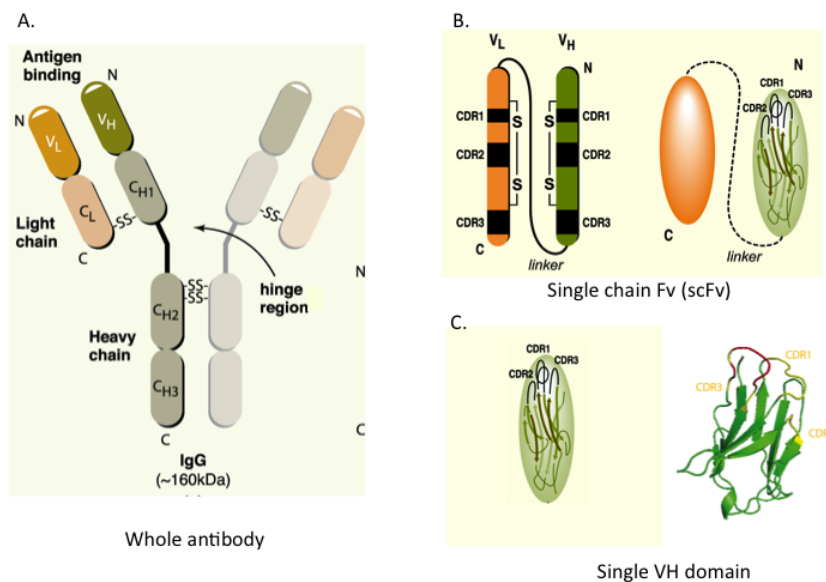 A.
Antigen
binding
N
N
VL
VH
CH1
CL
-SS-
-SS-
Light
chain
C
hinge
region
-SS-
-SS-
CH2
Heavy
chain
CH3
C
IgG
(~160kDa)
N
C
Whole antibody
B.
VL
VH
N
CDR1
S
S
CDR1
CDR2
CDR2
S
S
CDR3
CDR3
C
linker
N
CDR1
CDR2
CDR3
C
linker
Single chain Fv (scFv)
C.
CDR1
CDR3
CDR2
CDR1
CDR3
Single VH domain